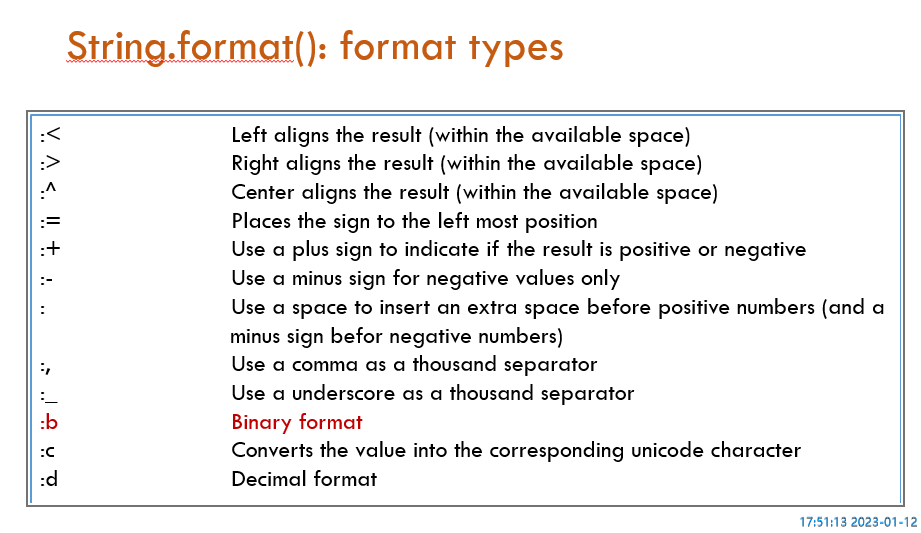 String.format(): format types
:< Left aligns the result (within the available space)
:> Right aligns the result (within the available space)
:^ Center aligns the result (within the available space)
:= Places the sign to the left most position
:+ Use a plus sign to indicate if the result is positive or negative
:- Use a minus sign for negative values only
: Use a space to insert an extra space before positive numbers (and a
minus sign befor negative numbers)
:, Use a comma as a thousand separator
:_ Use a underscore as a thousand separator
:b Binary format
:c Converts the value into the corresponding unicode character
:d Decimal format
17:51:13 2023-01-12